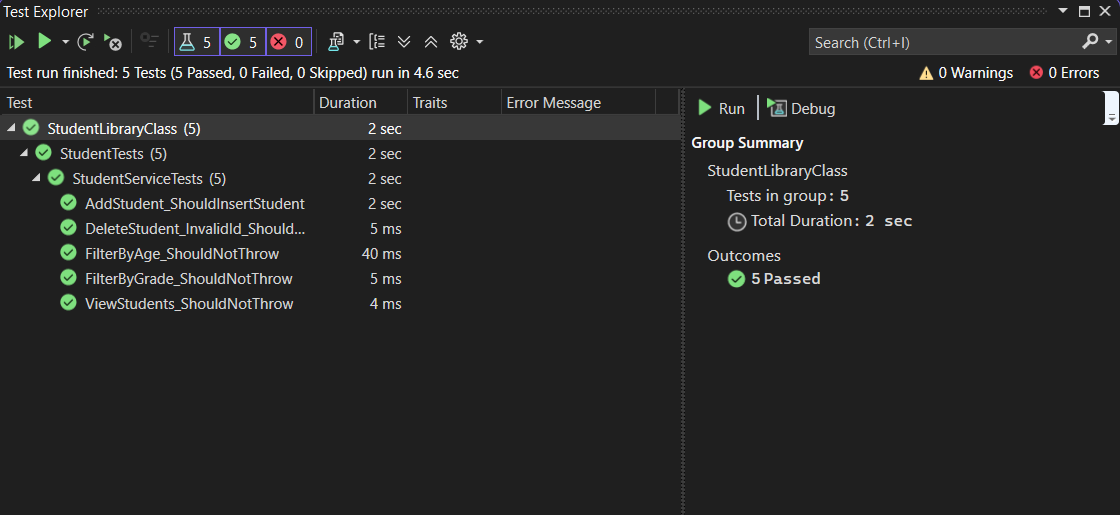 Test Explorer
5 5 0
Search (Ctrl+I)
Test run finished: 5 Tests (5 Passed, 0 Failed, 0 Skipped) run in 4.6 sec
0 Warnings 0 Errors
Test Duration Traits Error Message
StudentLibraryClass (5) 2 sec
StudentTests (5) 2 sec
StudentServiceTests (5) 2 sec
AddStudent_ShouldInsertStudent 2 sec
DeleteStudent_InvalidId_Should... 5 ms
FilterByAge_ShouldNotThrow 40 ms
FilterByGrade_ShouldNotThrow 5 ms
ViewStudents_ShouldNotThrow 4 ms
Run Debug
Group Summary
StudentLibraryClass
Tests in group: 5
Total Duration: 2 sec
Outcomes
5 Passed